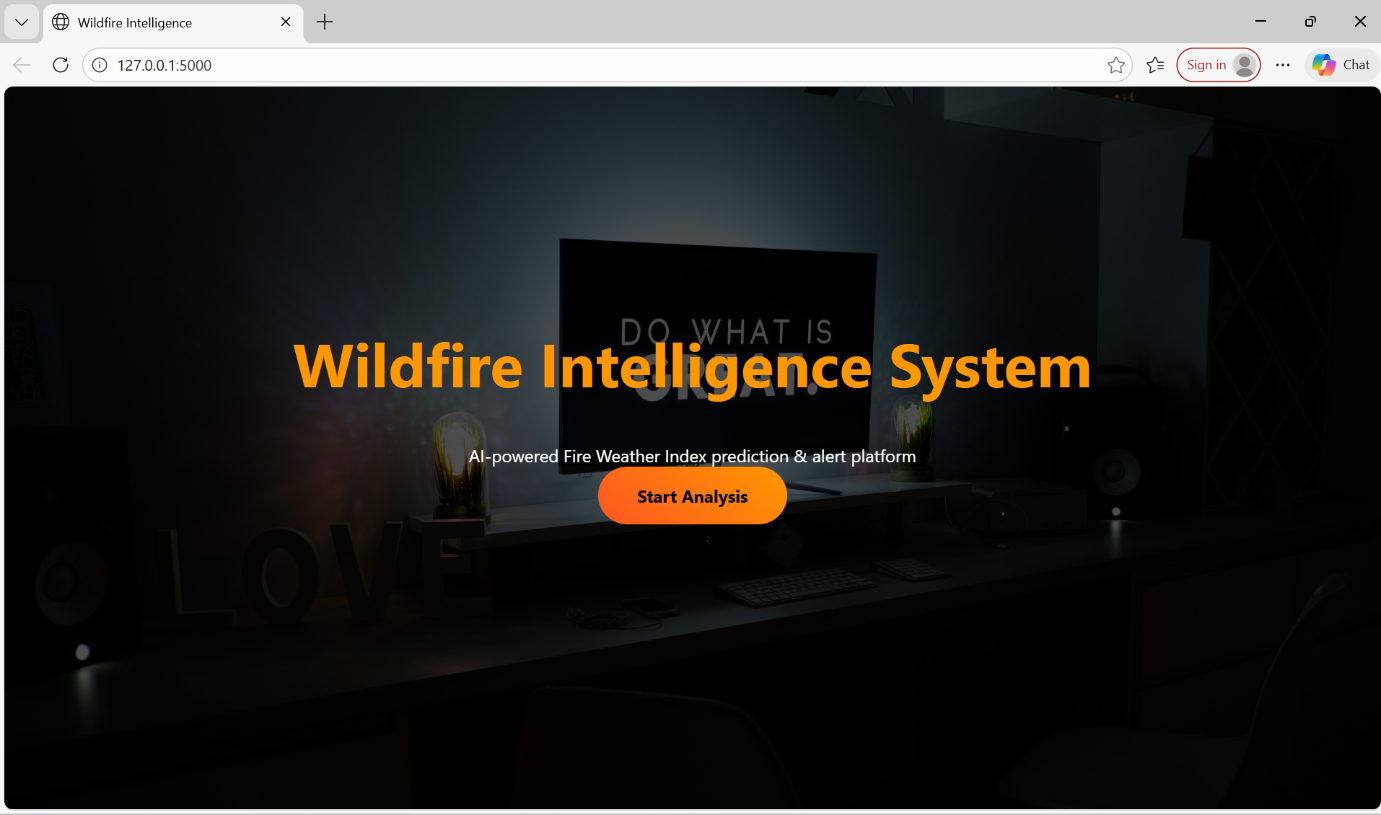 Wildfire Intelligence
127.0.0.1:5000
Sign in
Chat
DO WHAT IS
GREAT.
Wildfire Intelligence System
AI-powered Fire Weather Index prediction & alert platform
Start Analysis
LOVE